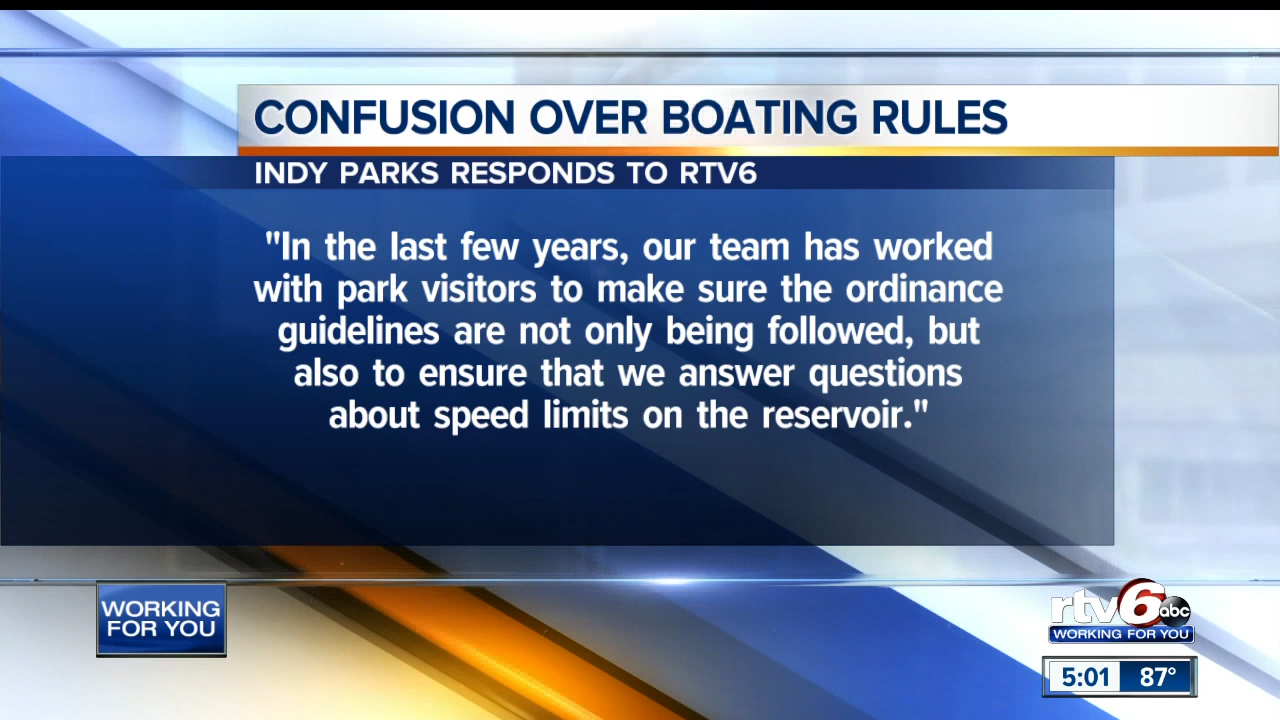 CONFUSION OVER BOATING RULES
INDY PARKS RESPONDS TO RTV6
"In the last few years, our team has worked
with park visitors to make sure the ordinance
guidelines are not only being followed, but
also to ensure that we answer questions
about speed limits on the reservoir."
WORKING
FOR YOU
rtv6 abc
WORKING FOR YOU
5:01 87°